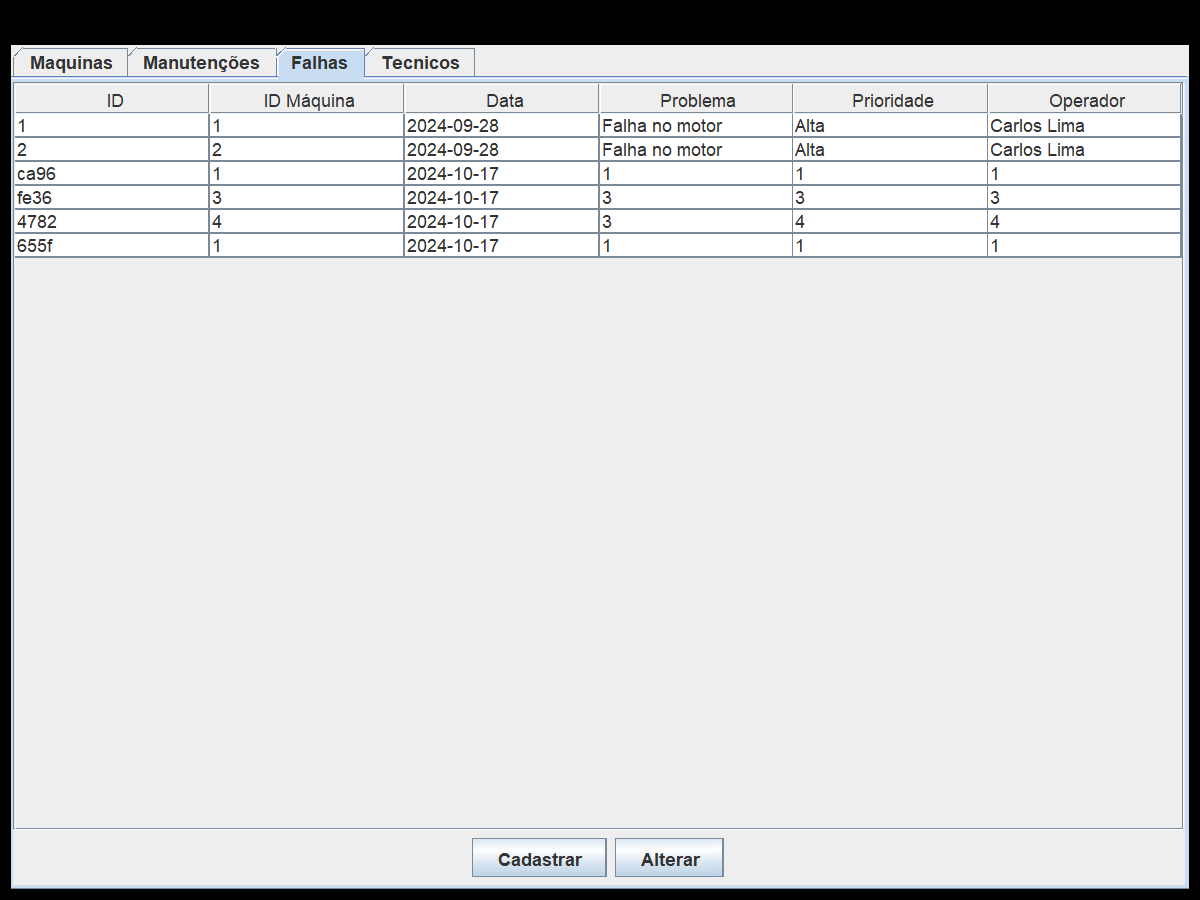 Maquinas Manutenções Falhas Tecnicos
ID ID Máquina Data Problema Prioridade Operador
1 1 2024-09-28 Falha no motor Alta Carlos Lima
2 2 2024-09-28 Falha no motor Alta Carlos Lima
ca96 1 2024-10-17 1 1 1
fe36 3 2024-10-17 3 3 3
4782 4 2024-10-17 3 4 4
655f 1 2024-10-17 1 1 1
Cadastrar Alterar